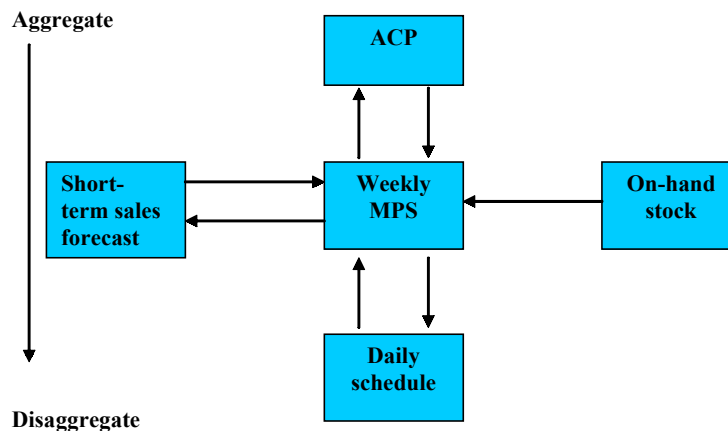 Aggregate
ACP
Short-
term sales
forecast
Weekly
MPS
On-hand
stock
Daily
schedule
Disaggregate